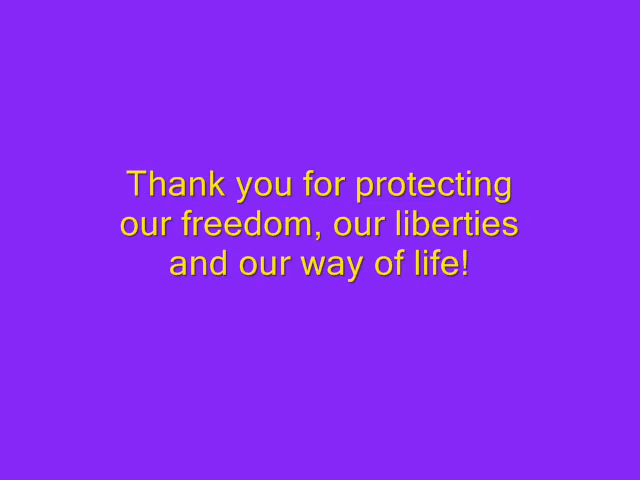 Thank you for protecting
our freedom, our liberties
and our way of life!